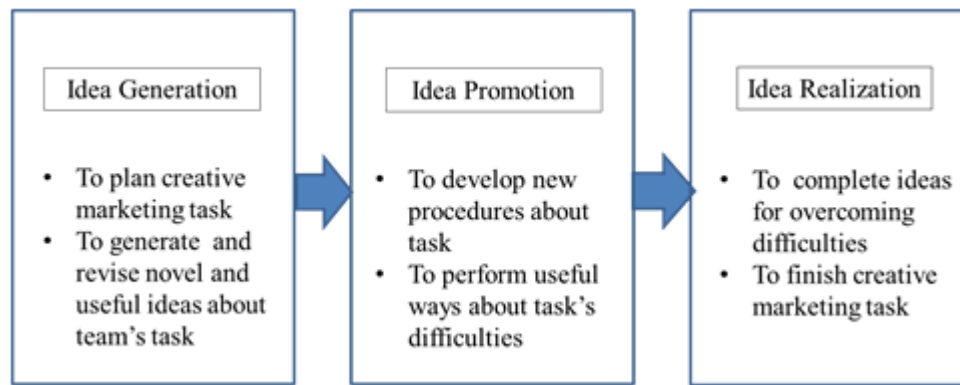 Idea Generation
• To plan creative
marketing task
• To generate and
revise novel and
useful ideas about
team's task
Idea Promotion
• To develop new
procedures about
task
• To perform useful
ways about task's
difficulties
Idea Realization
• To complete ideas
for overcoming
difficulties
• To finish creative
marketing task